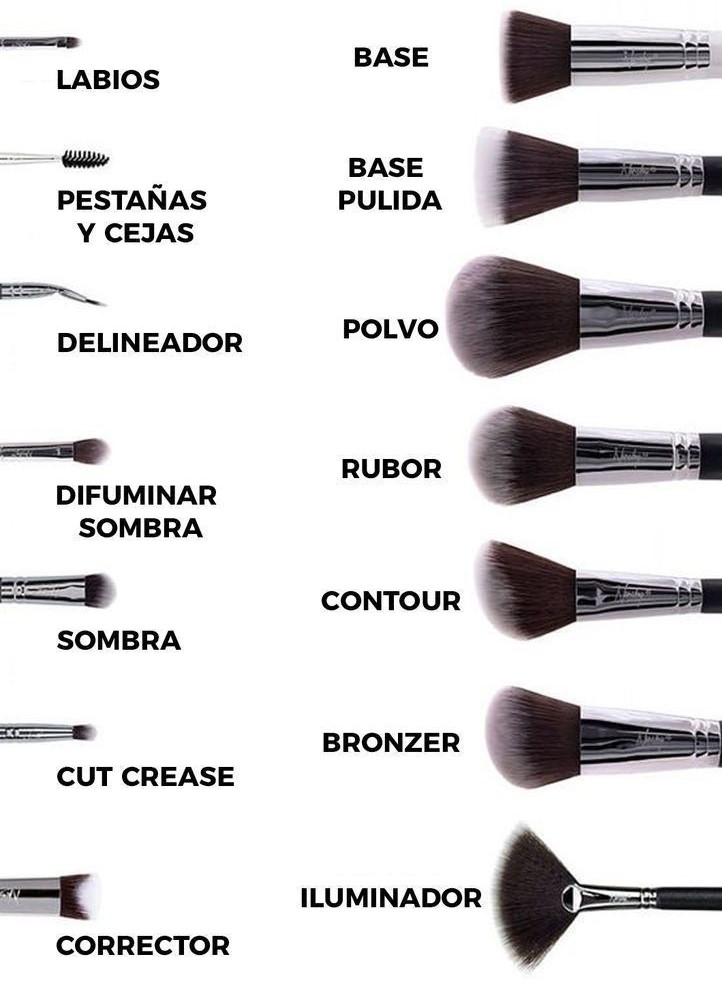 LABIOS
PESTAÑAS
Y CEJAS
DELINEADOR
DIFUMINAR
SOMBRA
SOMBRA
CUT CREASE
CORRECTOR
BASE
BASE
PULIDA
POLVO
RUBOR
CONTOUR
BRONZER
ILUMINADOR